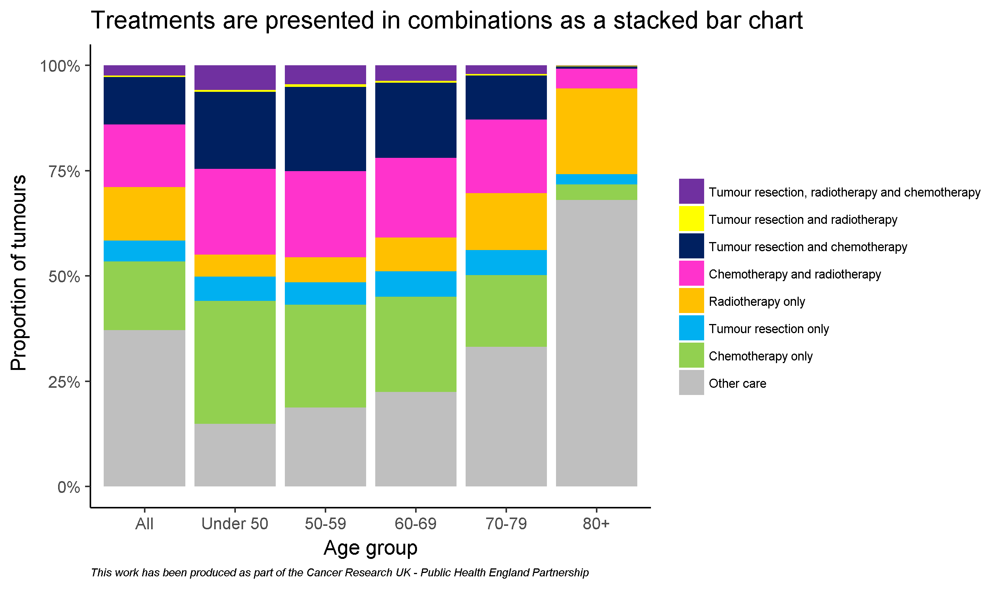 Treatments are presented in combinations as a stacked bar chart
100%
75%
50%
25%
0%
Proportion of tumours
All
Under 50
50-59
60-69
70-79
80+
Age group
Tumour resection, radiotherapy and chemotherapy
Tumour resection and radiotherapy
Tumour resection and chemotherapy
Chemotherapy and radiotherapy
Radiotherapy only
Tumour resection only
Chemotherapy only
Other care
This work has been produced as part of the Cancer Research UK - Public Health England Partnership